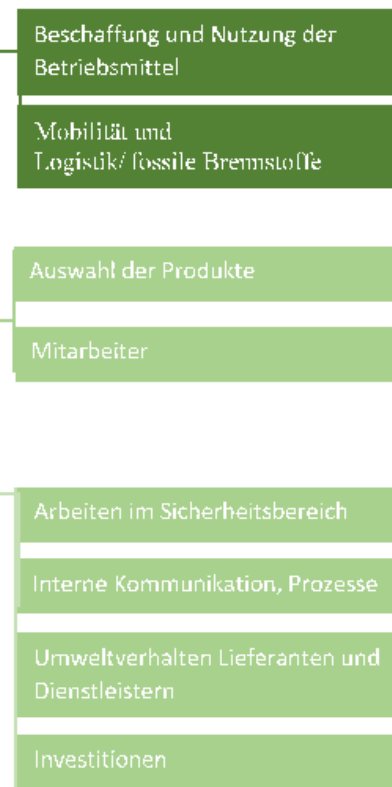 Beschaffung und Nutzung der
Betriebsmittel
Mobilität und
Logistik/ fossile Brennstoffe
Auswahl der Produkte
Mitarbeiter
Arbeiten im Sicherheitsbereich
Interne Kommunikation, Prozesse
Umweltverhalten Lieferanten und
Dienstleistern
Investitionen